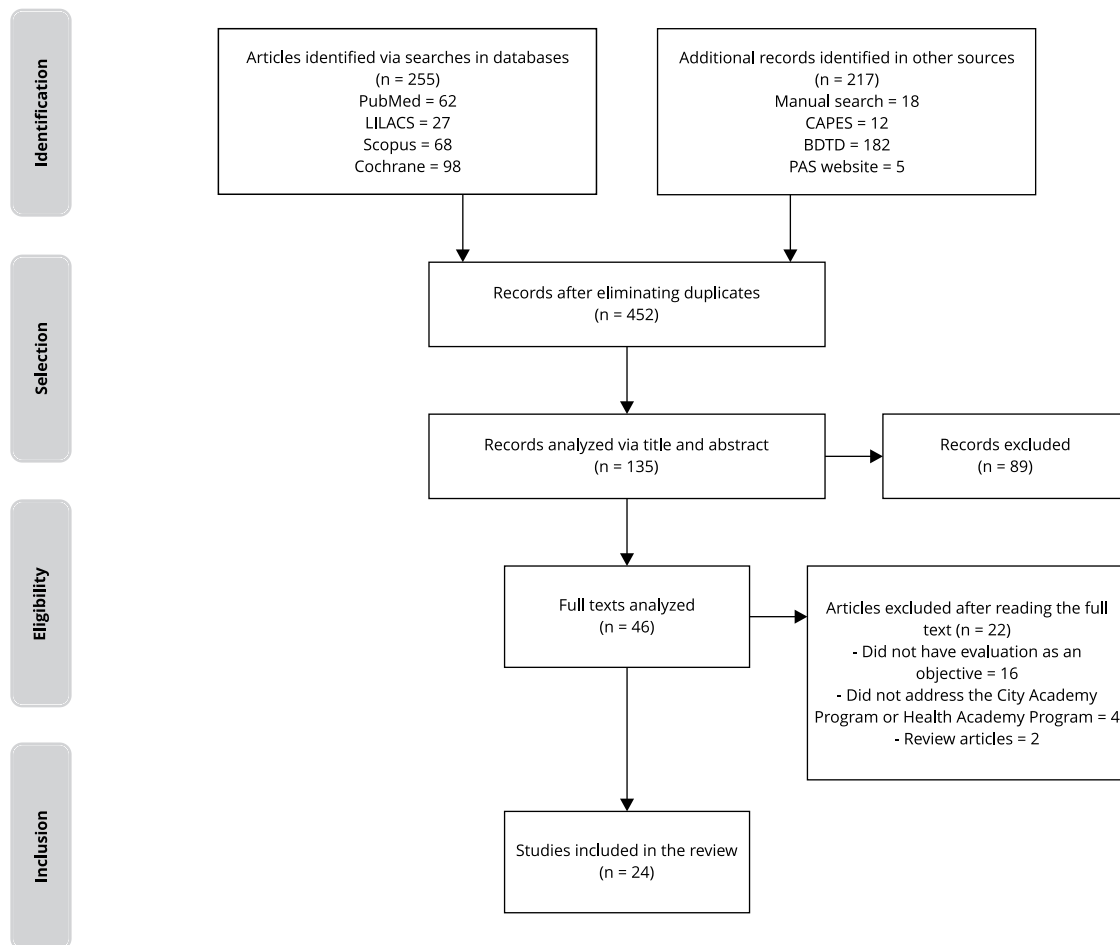 Identification
Articles identified via searches in databases
(n = 255)
PubMed = 62
LILACS = 27
Scopus = 68
Cochrane = 98
Additional records identified in other sources
(n = 217)
Manual search = 18
CAPES = 12
BDTD = 182
PAS website = 5
Selection
Records after eliminating duplicates
(n = 452)
Records analyzed via title and abstract
(n = 135)
Records excluded
(n = 89)
Eligibility
Full texts analyzed
(n = 46)
Articles excluded after reading the full
text (n = 22)
- Did not have evaluation as an
objective = 16
- Did not address the City Academy
Program or Health Academy Program = 4
- Review articles = 2
Inclusion
Studies included in the review
(n = 24)